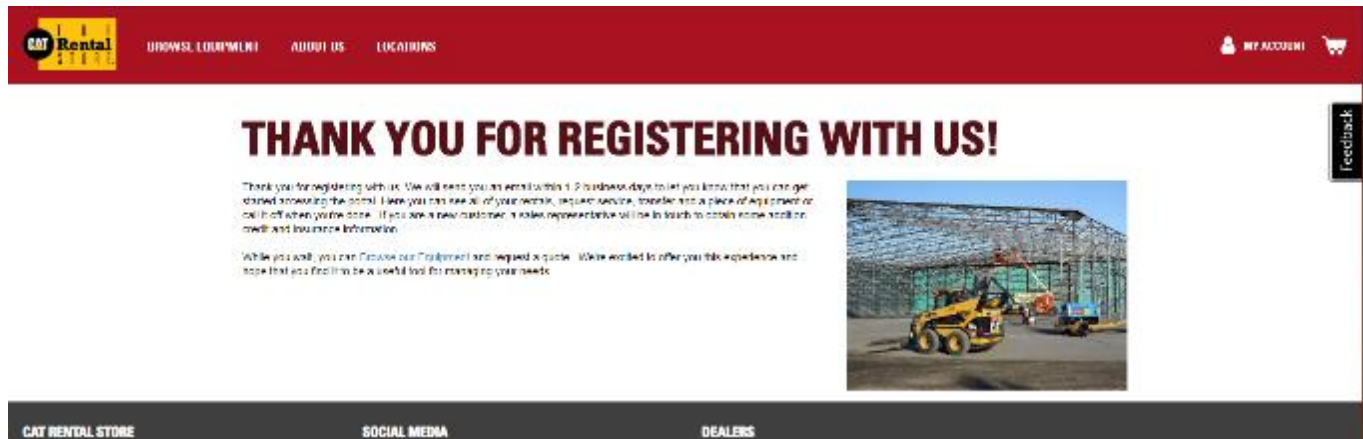 THE
CAT Rental
STORE
BROWSE EQUIPMENT ABOUT US LOCATIONS
MY ACCOUNT
Feedback
THANK YOU FOR REGISTERING WITH US!
Thank you for registering with us. We will send you an email within 1-2 business days to let you know that you can get
started accessing the portal. Here you can see all of your rentals, request service, transfer and a piece of equipment or
call it off when you're done. If you are a new customer, a sales representative will be in touch to obtain some addition
credit and insurance information.
While you wait, you can Browse our Equipment and request a quote. We're excited to offer you this experience and
hope that you find it to be a useful tool for managing your needs.
CAT RENTAL STORE SOCIAL MEDIA DEALERS